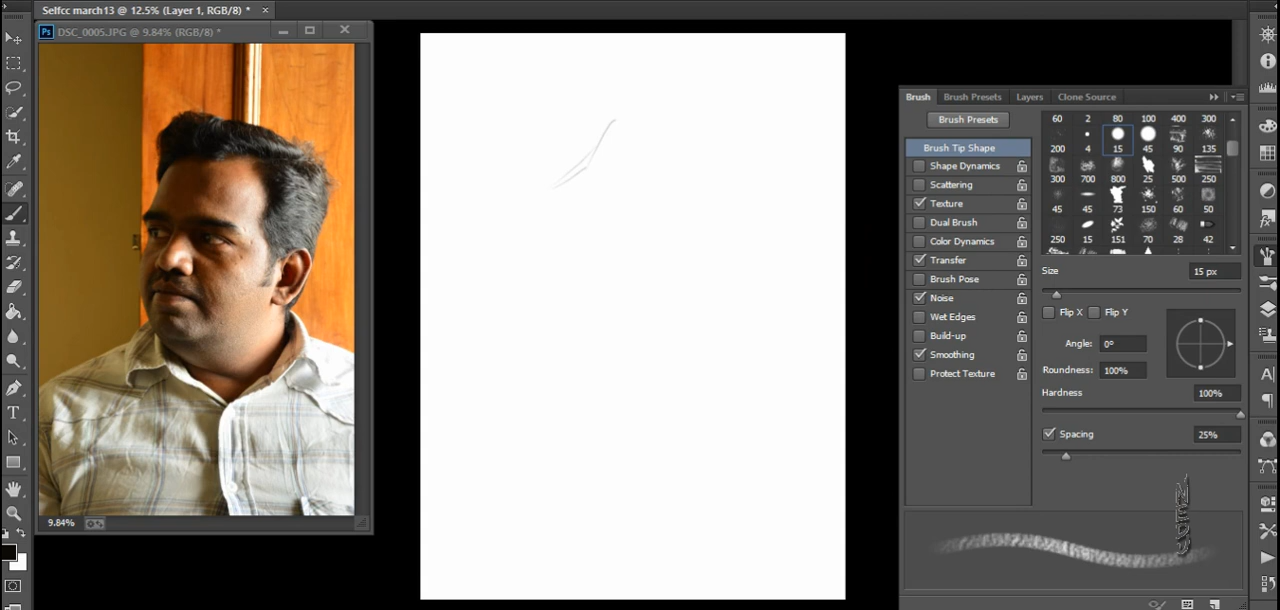 Selfcc march13 @ 12.5% (Layer 1, RGB/8) * ×
Ps DSC_0005.JPG @ 9.84% (RGB/8) *
Brush Brush Presets Layers Clone Source
Brush Presets
60 2 80 100 400 300
Brush Tip Shape
200 4 15 45 90 135
Shape Dynamics
300 700 800 25 500 250
Scattering
Texture
45 45 73 150 60 50
Dual Brush
Color Dynamics
250 15 151 70 28 42
Transfer
Size 15 px
Brush Pose
Noise
Flip X Flip Y
Wet Edges
Build-up
Angle: 0º
Smoothing
Roundness: 100%
Protect Texture
Hardness 100%
Spacing 25%
9.84%